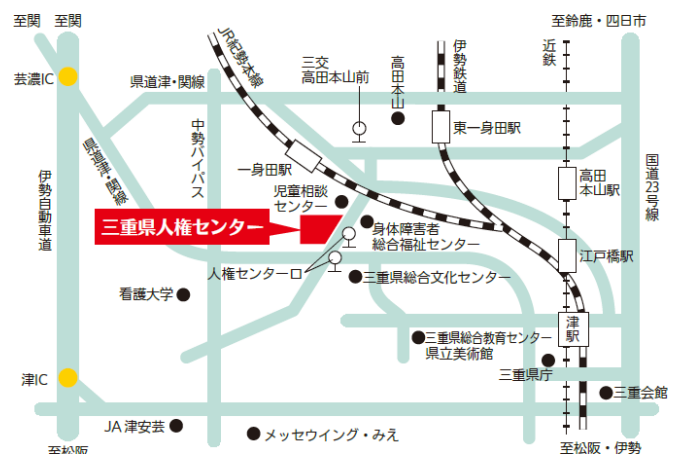 至関
至関
至鈴鹿・四日市
芸濃IC
県道津・関線
JR紀勢本線
三交
高田本山前
高田本山
伊勢鉄道
近鉄
東一身田駅
県道津・関線
中勢バイパス
一身田駅
伊勢自動車道
国道23号線
高田
本山駅
児童相談
センター
三重県人権センター
身体障害者
総合福祉センター
江戸橋駅
人権センター口
三重県総合文化センター
看護大学
津駅
三重県総合教育センター
県立美術館
三重県庁
津IC
三重会館
JA津安芸
メッセウイング・みえ
至松阪
至松阪・伊勢